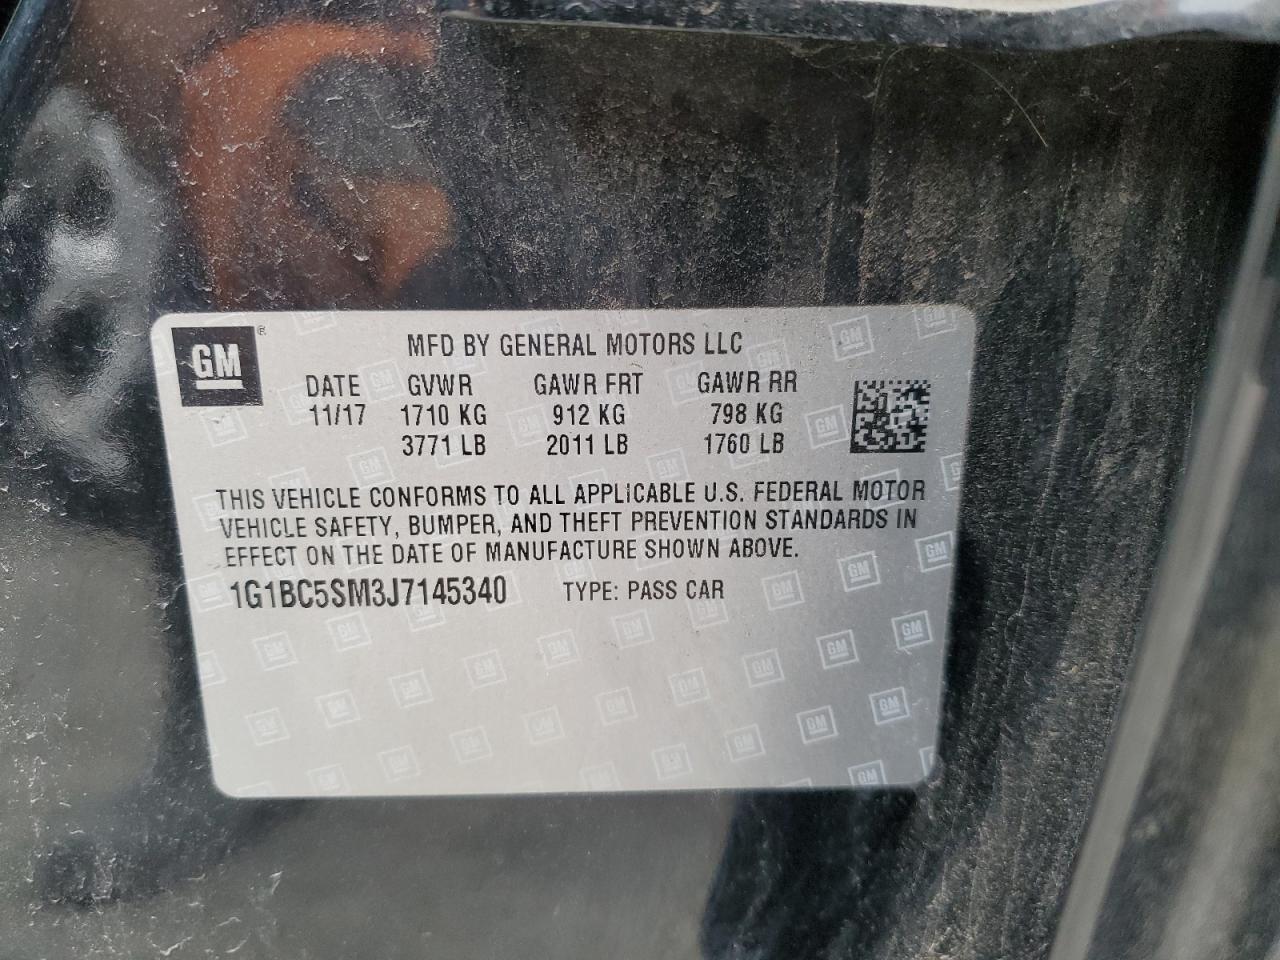 GM ®
MFD BY GENERAL MOTORS LLC
DATE GVWR GAWR FRT GAWR RR
11/17 1710 KG 912 KG 798 KG
3771 LB 2011 LB 1760 LB
THIS VEHICLE CONFORMS TO ALL APPLICABLE U.S. FEDERAL MOTOR
VEHICLE SAFETY, BUMPER, AND THEFT PREVENTION STANDARDS IN
EFFECT ON THE DATE OF MANUFACTURE SHOWN ABOVE.
1G1BC5SM3J7145340 TYPE: PASS CAR